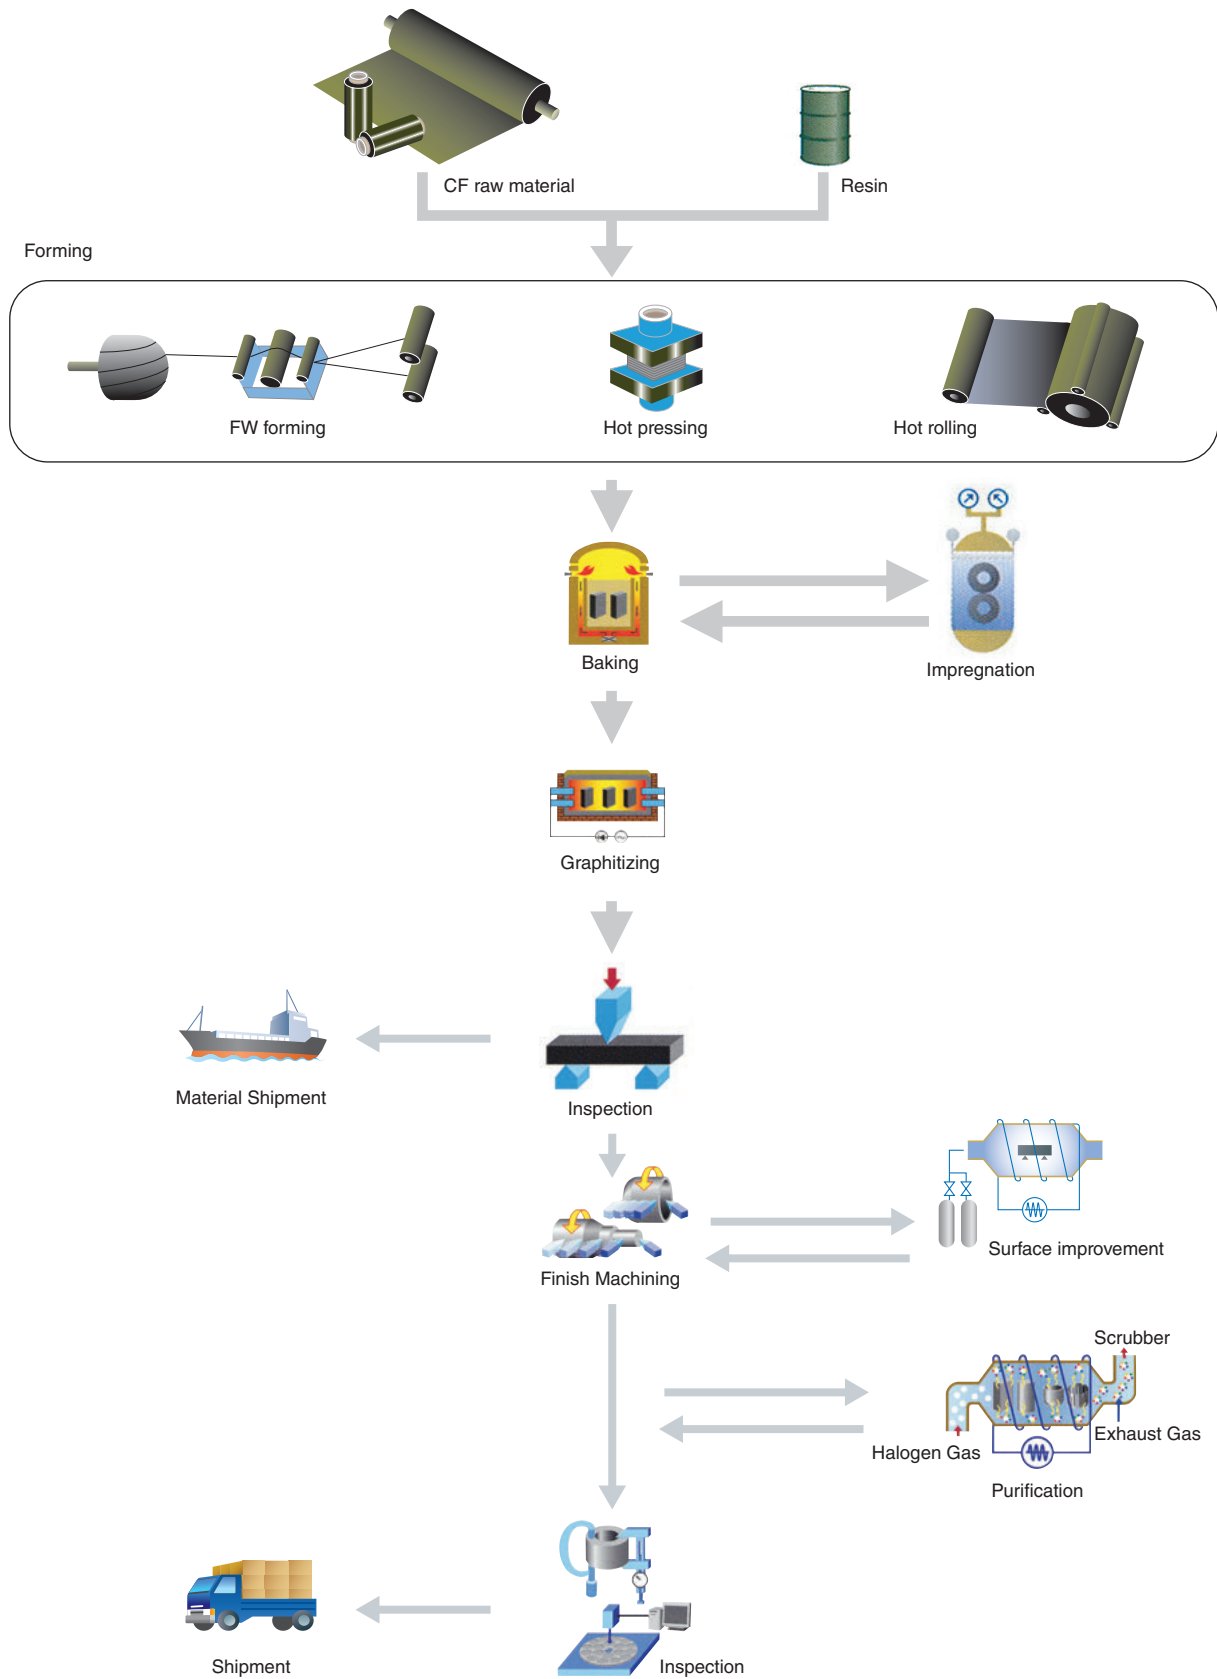 CF raw material
Resin
Forming
FW forming
Hot pressing
Hot rolling
Baking
Impregnation
Graphitizing
Material Shipment
Inspection
Surface improvement
Finish Machining
Scrubber
Halogen Gas
Exhaust Gas
Purification
Shipment
Inspection